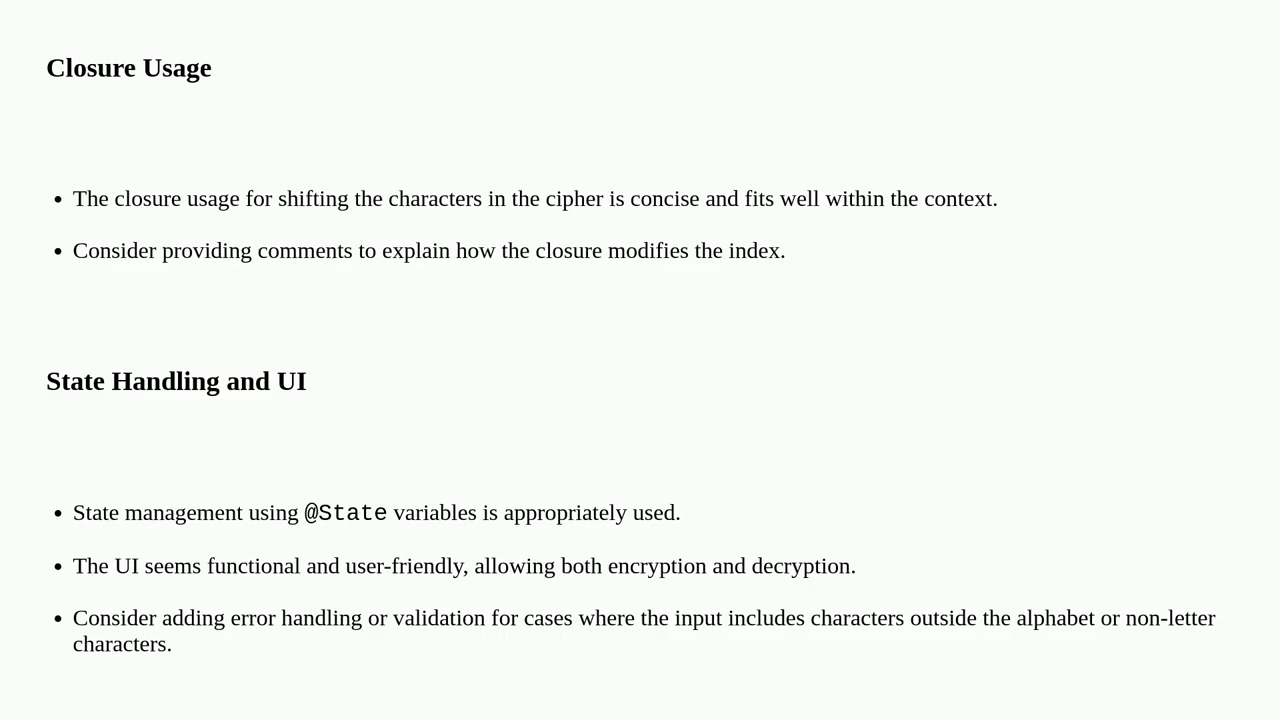 Closure Usage
• The closure usage for shifting the characters in the cipher is concise and fits well within the context.
• Consider providing comments to explain how the closure modifies the index.
State Handling and UI
• State management using @State variables is appropriately used.
• The UI seems functional and user-friendly, allowing both encryption and decryption.
• Consider adding error handling or validation for cases where the input includes characters outside the alphabet or non-letter
characters.